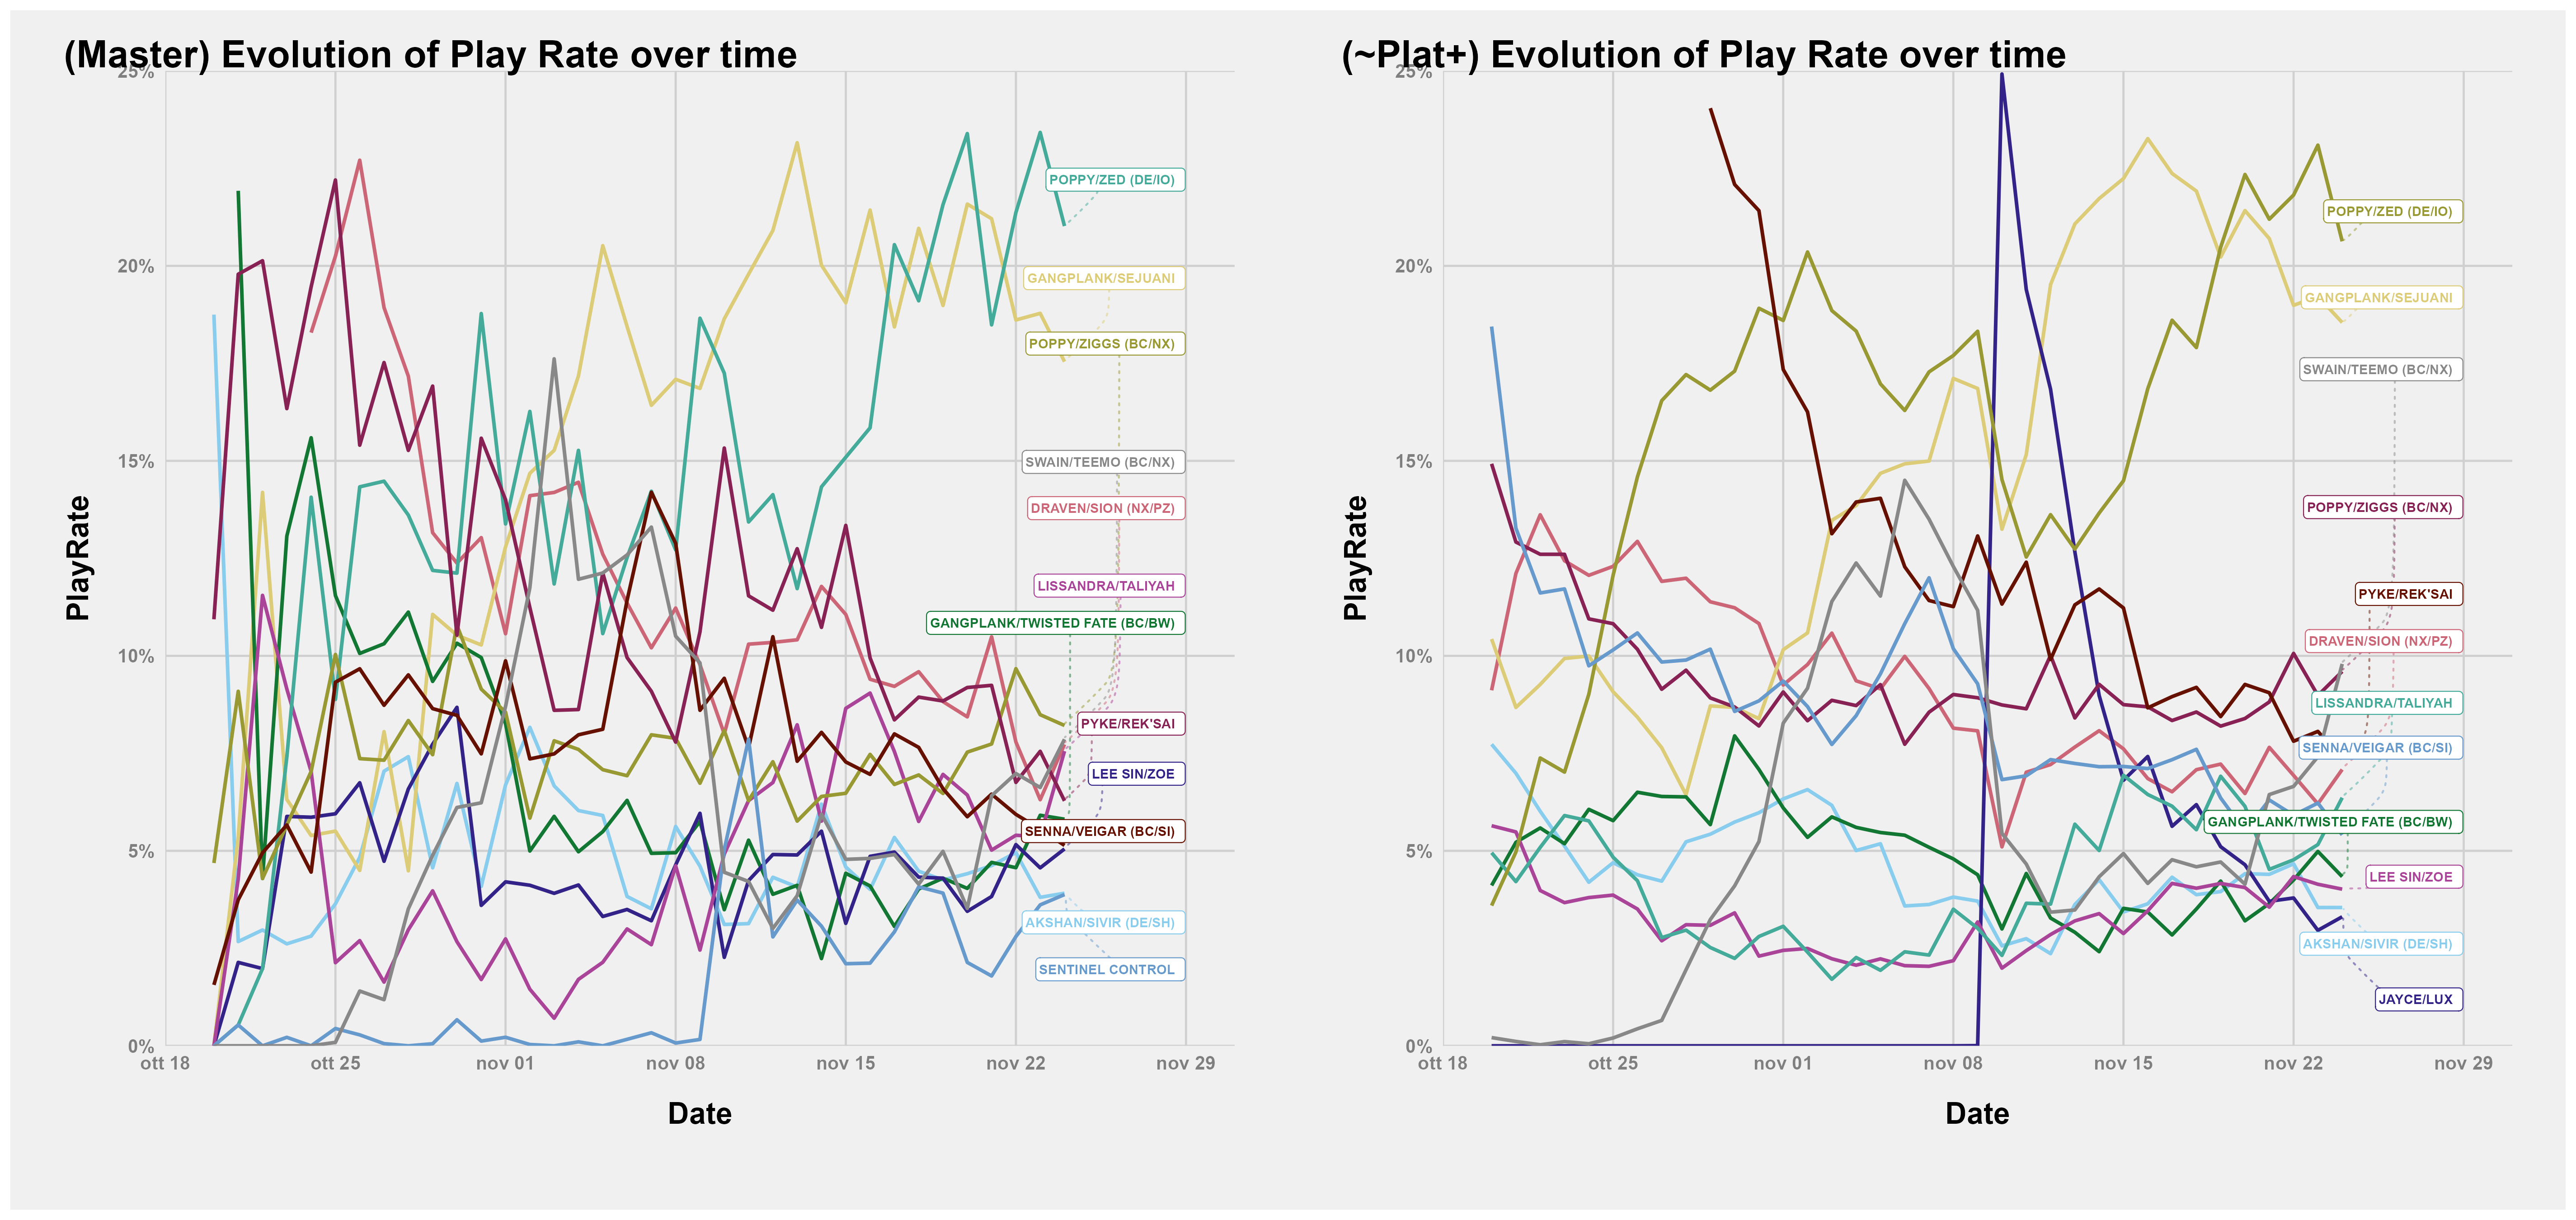 (Master) Evolution of Play Rate over time
25%
20%
15%
10%
5%
0%
PlayRate
ott 18
ott 25
nov 01
nov 08
nov 15
nov 22
nov 29
Date
POPPY/ZED (DE/IO)
GANGPLANK/SEJUANI
POPPY/ZIGGS (BC/NX)
SWAIN/TEEMO (BC/NX)
DRAVEN/SION (NX/PZ)
LISSANDRA/TALIYAH
GANGPLANK/TWISTED FATE (BC/BW)
PYKE/REK'SAI
LEE SIN/ZOE
SENNA/VEIGAR (BC/SI)
AKSHAN/SIVIR (DE/SH)
SENTINEL CONTROL
(~Plat+) Evolution of Play Rate over time
25%
20%
15%
10%
5%
0%
PlayRate
ott 18
ott 25
nov 01
nov 08
nov 15
nov 22
nov 29
Date
POPPY/ZED (DE/IO)
GANGPLANK/SEJUANI
SWAIN/TEEMO (BC/NX)
POPPY/ZIGGS (BC/NX)
PYKE/REK'SAI
DRAVEN/SION (NX/PZ)
LISSANDRA/TALIYAH
SENNA/VEIGAR (BC/SI)
GANGPLANK/TWISTED FATE (BC/BW)
LEE SIN/ZOE
AKSHAN/SIVIR (DE/SH)
JAYCE/LUX